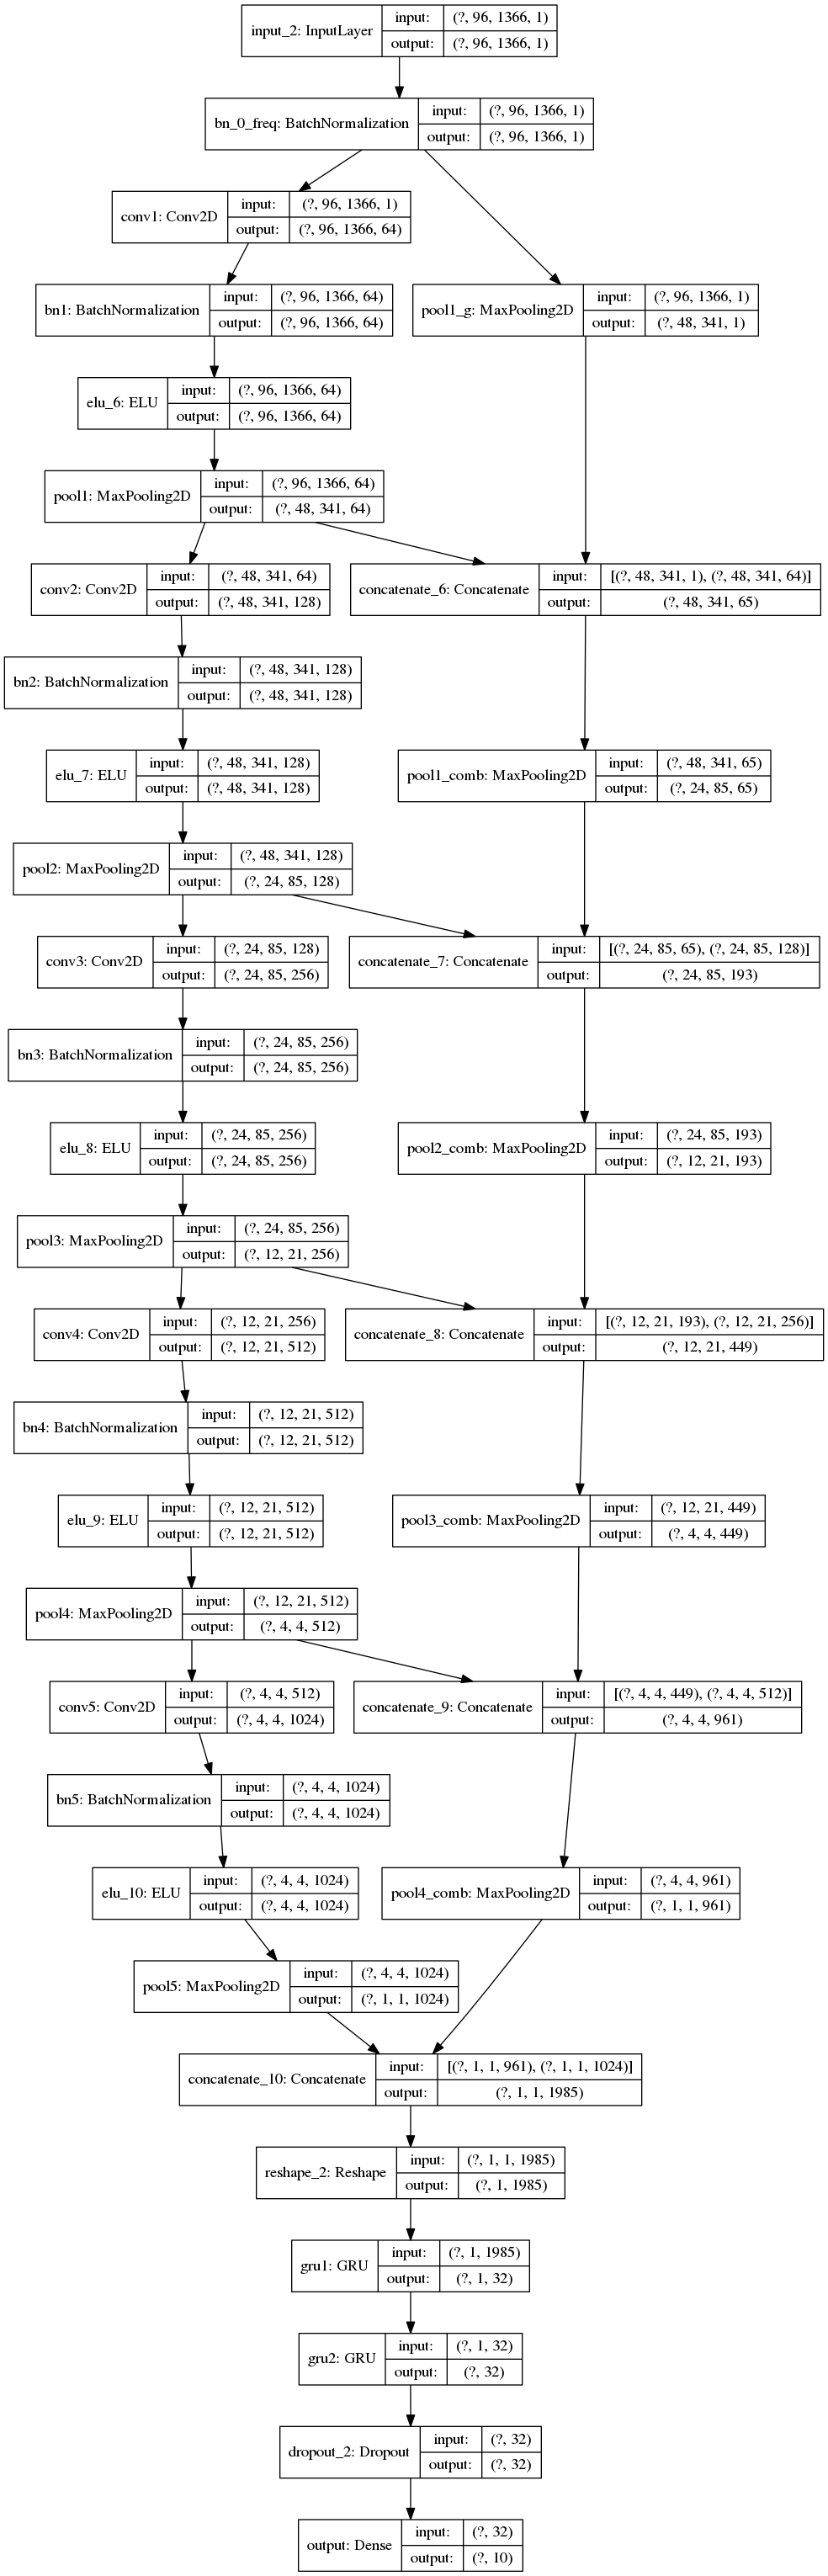 input_2: InputLayer
input: (?, 96, 1366, 1)
output: (?, 96, 1366, 1)
bn_0_freq: BatchNormalization
input: (?, 96, 1366, 1)
output: (?, 96, 1366, 1)
conv1: Conv2D
input: (?, 96, 1366, 1)
output: (?, 96, 1366, 64)
bn1: BatchNormalization
input: (?, 96, 1366, 64)
output: (?, 96, 1366, 64)
pool1_g: MaxPooling2D
input: (?, 96, 1366, 1)
output: (?, 48, 341, 1)
elu_6: ELU
input: (?, 96, 1366, 64)
output: (?, 96, 1366, 64)
pool1: MaxPooling2D
input: (?, 96, 1366, 64)
output: (?, 48, 341, 64)
conv2: Conv2D
input: (?, 48, 341, 64)
output: (?, 48, 341, 128)
concatenate_6: Concatenate
input: [(?, 48, 341, 1), (?, 48, 341, 64)]
output: (?, 48, 341, 65)
bn2: BatchNormalization
input: (?, 48, 341, 128)
output: (?, 48, 341, 128)
elu_7: ELU
input: (?, 48, 341, 128)
output: (?, 48, 341, 128)
pool1_comb: MaxPooling2D
input: (?, 48, 341, 65)
output: (?, 24, 85, 65)
pool2: MaxPooling2D
input: (?, 48, 341, 128)
output: (?, 24, 85, 128)
conv3: Conv2D
input: (?, 24, 85, 128)
output: (?, 24, 85, 256)
concatenate_7: Concatenate
input: [(?, 24, 85, 65), (?, 24, 85, 128)]
output: (?, 24, 85, 193)
bn3: BatchNormalization
input: (?, 24, 85, 256)
output: (?, 24, 85, 256)
elu_8: ELU
input: (?, 24, 85, 256)
output: (?, 24, 85, 256)
pool2_comb: MaxPooling2D
input: (?, 24, 85, 193)
output: (?, 12, 21, 193)
pool3: MaxPooling2D
input: (?, 24, 85, 256)
output: (?, 12, 21, 256)
conv4: Conv2D
input: (?, 12, 21, 256)
output: (?, 12, 21, 512)
concatenate_8: Concatenate
input: [(?, 12, 21, 193), (?, 12, 21, 256)]
output: (?, 12, 21, 449)
bn4: BatchNormalization
input: (?, 12, 21, 512)
output: (?, 12, 21, 512)
elu_9: ELU
input: (?, 12, 21, 512)
output: (?, 12, 21, 512)
pool3_comb: MaxPooling2D
input: (?, 12, 21, 449)
output: (?, 4, 4, 449)
pool4: MaxPooling2D
input: (?, 12, 21, 512)
output: (?, 4, 4, 512)
conv5: Conv2D
input: (?, 4, 4, 512)
output: (?, 4, 4, 1024)
concatenate_9: Concatenate
input: [(?, 4, 4, 449), (?, 4, 4, 512)]
output: (?, 4, 4, 961)
bn5: BatchNormalization
input: (?, 4, 4, 1024)
output: (?, 4, 4, 1024)
elu_10: ELU
input: (?, 4, 4, 1024)
output: (?, 4, 4, 1024)
pool4_comb: MaxPooling2D
input: (?, 4, 4, 961)
output: (?, 1, 1, 961)
pool5: MaxPooling2D
input: (?, 4, 4, 1024)
output: (?, 1, 1, 1024)
concatenate_10: Concatenate
input: [(?, 1, 1, 961), (?, 1, 1, 1024)]
output: (?, 1, 1, 1985)
reshape_2: Reshape
input: (?, 1, 1, 1985)
output: (?, 1, 1985)
gru1: GRU
input: (?, 1, 1985)
output: (?, 1, 32)
gru2: GRU
input: (?, 1, 32)
output: (?, 32)
dropout_2: Dropout
input: (?, 32)
output: (?, 32)
output: Dense
input: (?, 32)
output: (?, 10)